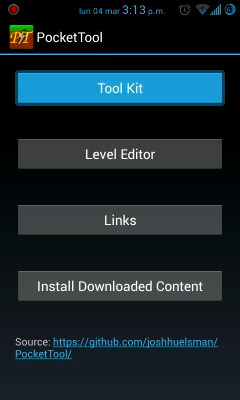 lun 04 mar 3:13 p.m.
PT PocketTool
Tool Kit
Level Editor
Links
Install Downloaded Content
Source: https://github.com/joshhuelsman/
PocketTool/